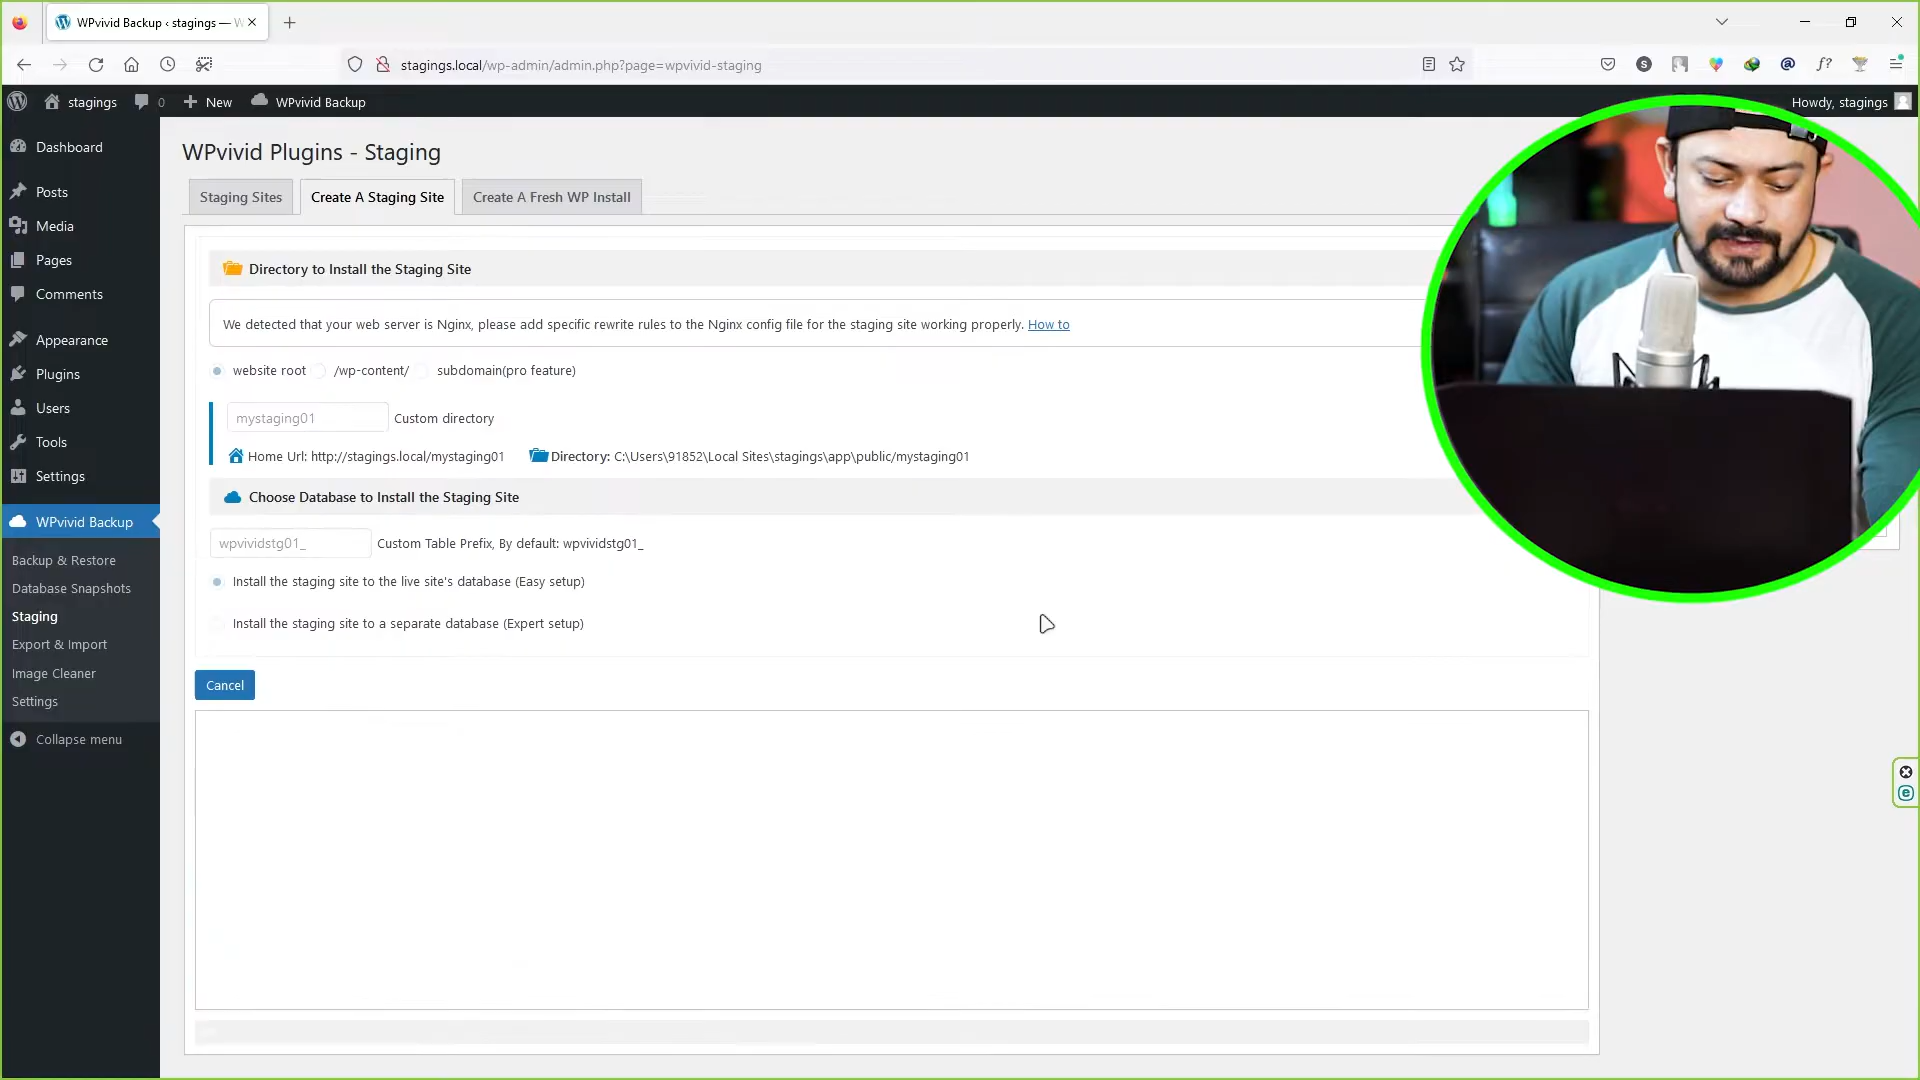 WPvivid Backup ‹ stagings — W
stagings.local/wp-admin/admin.php?page=wpvivid-staging
stagings 0 New WPvivid Backup Howdy, stagings
Dashboard
Posts
Media
Pages
Comments
Appearance
Plugins
Users
Tools
Settings
WPvivid Backup
Backup & Restore
Database Snapshots
Staging
Export & Import
Image Cleaner
Settings
Collapse menu
WPvivid Plugins - Staging
Staging Sites Create A Staging Site Create A Fresh WP Install
Directory to Install the Staging Site
We detected that your web server is Nginx, please add specific rewrite rules to the Nginx config file for the staging site working properly. How to
website root /wp-content/ subdomain(pro feature)
mystaging01 Custom directory
Home Url: http://stagings.local/mystaging01 Directory: C:\Users\91852\Local Sites\stagings\app\public/mystaging01
Choose Database to Install the Staging Site
wpvividstg01_ Custom Table Prefix, By default: wpvividstg01_
Install the staging site to the live site's database (Easy setup)
Install the staging site to a separate database (Expert setup)
Cancel